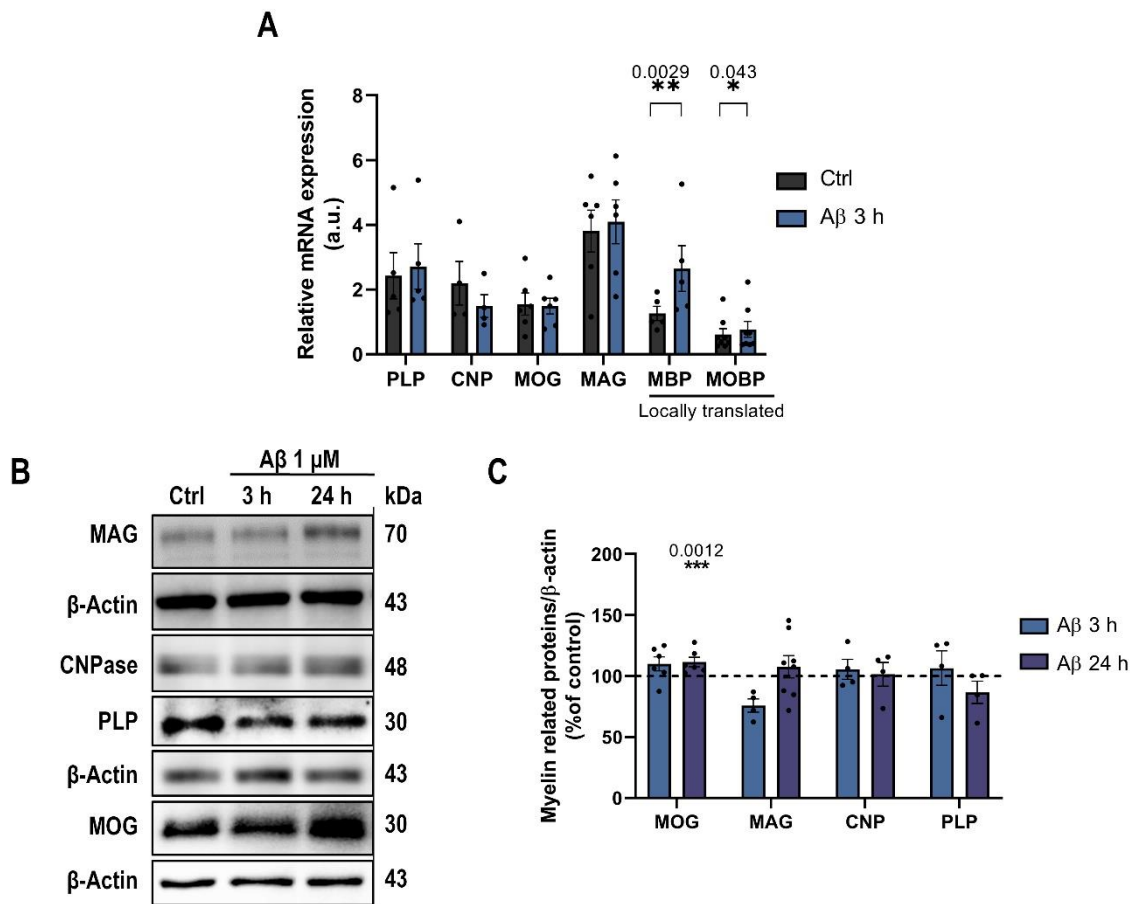 A
0.0029 0.043
** *
8
6
4
2
0
Relative mRNA expression
(a.u.)
Ctrl
Aβ 3 h
PLP CNP MOG MAG MBP MOBP
Locally translated
B
Aβ 1 µM
Ctrl 3 h 24 h kDa
MAG 70
β-Actin 43
CNPase 48
PLP 30
β-Actin 43
MOG 30
β-Actin 43
C
0.0012
***
200
150
100
50
0
Myelin related proteins/β-actin
(%of control)
Aβ 3 h
Aβ 24 h
MOG MAG CNP PLP